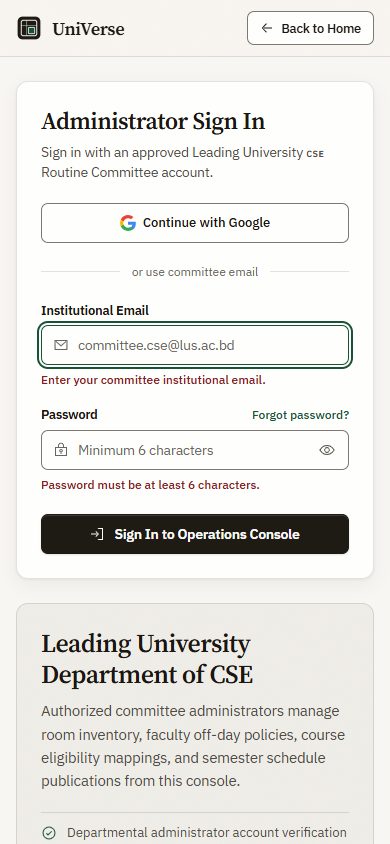 UniVerse
Back to Home
Administrator Sign In
Sign in with an approved Leading University CSE
Routine Committee account.
Continue with Google
or use committee email
Institutional Email
committee.cse@lus.ac.bd
Enter your committee institutional email.
Password
Forgot password?
Minimum 6 characters
Password must be at least 6 characters.
Sign In to Operations Console
Leading University
Department of CSE
Authorized committee administrators manage
room inventory, faculty off-day policies, course
eligibility mappings, and semester schedule
publications from this console.
Departmental administrator account verification